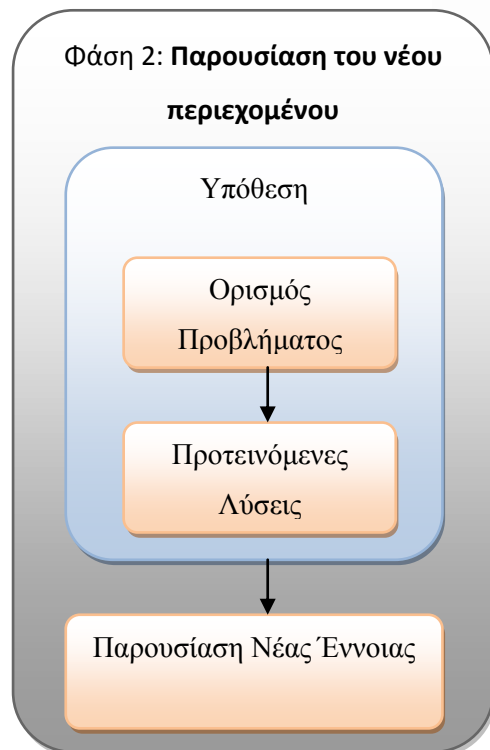 Φάση 2: Παρουσίαση του νέου
περιεχομένου
Υπόθεση
Ορισμός
Προβλήματος
Προτεινόμενες
Λύσεις
Παρουσίαση Νέας Έννοιας